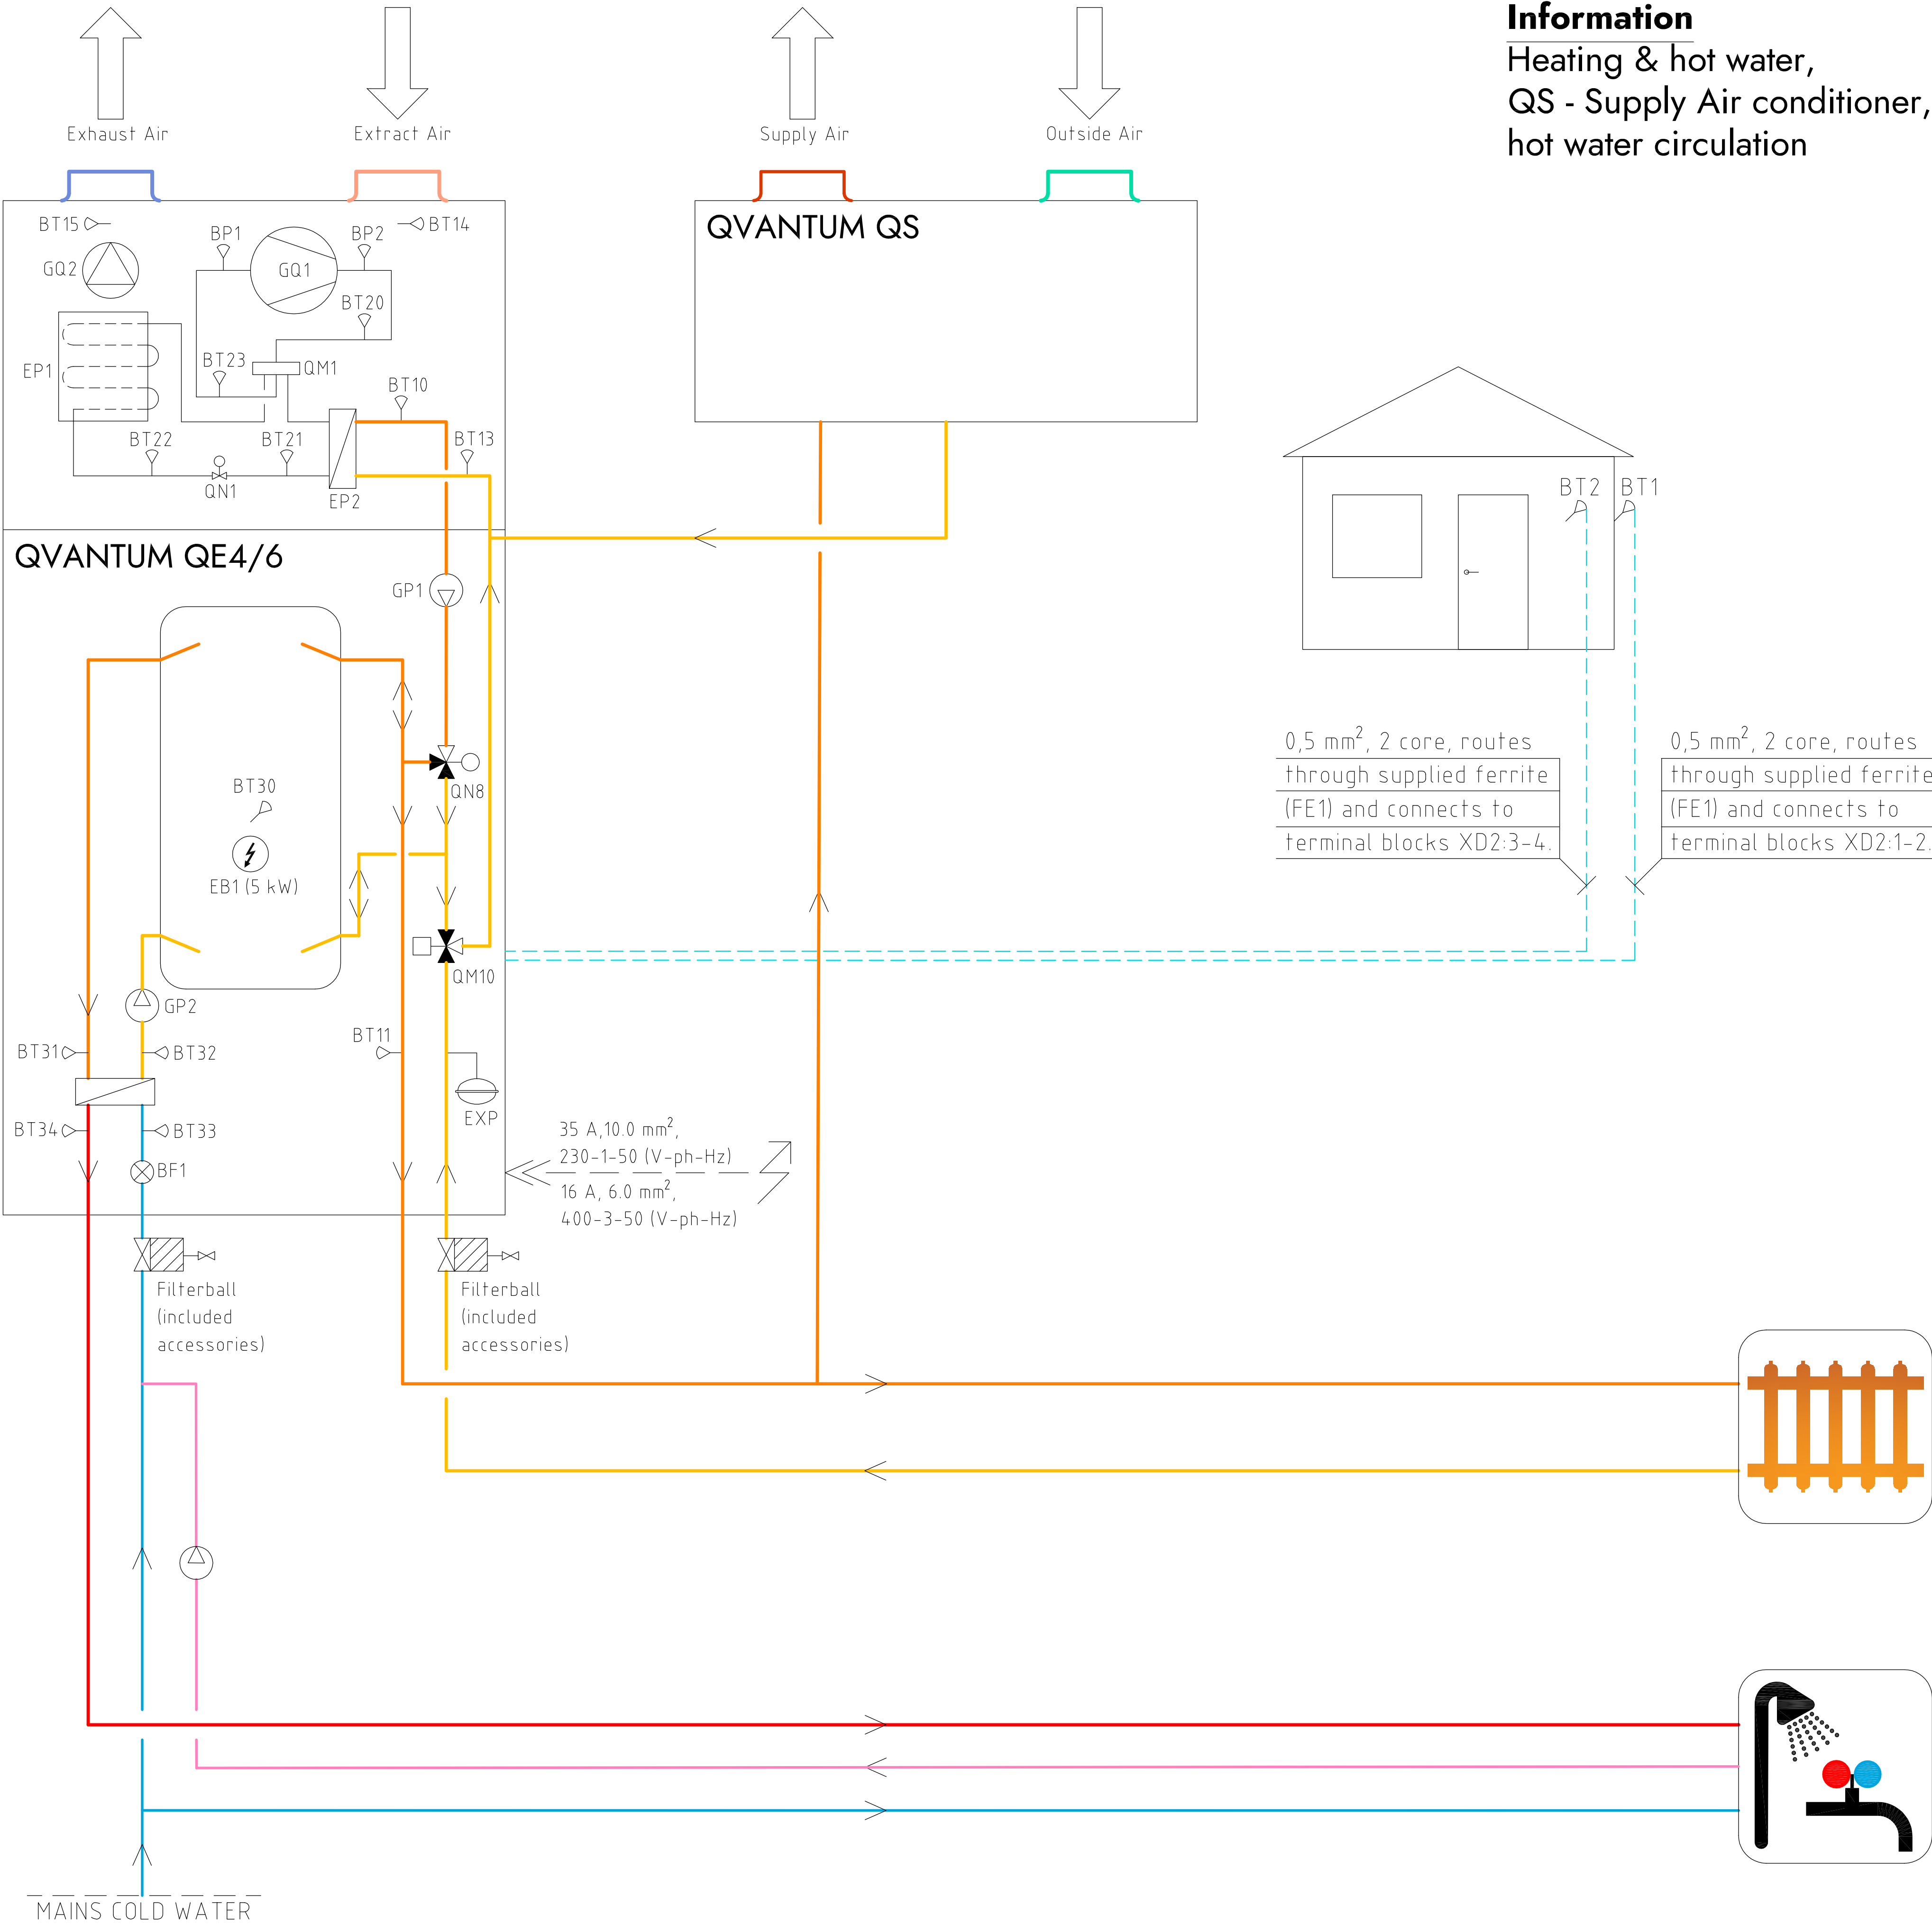 Information
Heating & hot water,
QS - Supply Air conditioner,
hot water circulation
Exhaust Air
Extract Air
Supply Air
Outside Air
BT15
BT14
BP1
BP2
GQ2
GQ1
BT20
BT23
QM1
EP1
BT10
BT22
BT21
BT13
QN1
EP2
QVANTUM QS
BT2
BT1
QVANTUM QE4/6
GP1
QN8
BT30
EB1 (5 kW)
QM10
GP2
BT11
BT31
BT32
EXP
BT34
BT33
BF1
0,5 mm², 2 core, routes
through supplied ferrite
(FE1) and connects to
terminal blocks XD2:3-4.
0,5 mm², 2 core, routes
through supplied ferrite
(FE1) and connects to
terminal blocks XD2:1-2.
35 A,10.0 mm²,
230-1-50 (V-ph-Hz)
16 A, 6.0 mm²,
400-3-50 (V-ph-Hz)
Filterball
(included
accessories)
Filterball
(included
accessories)
MAINS COLD WATER